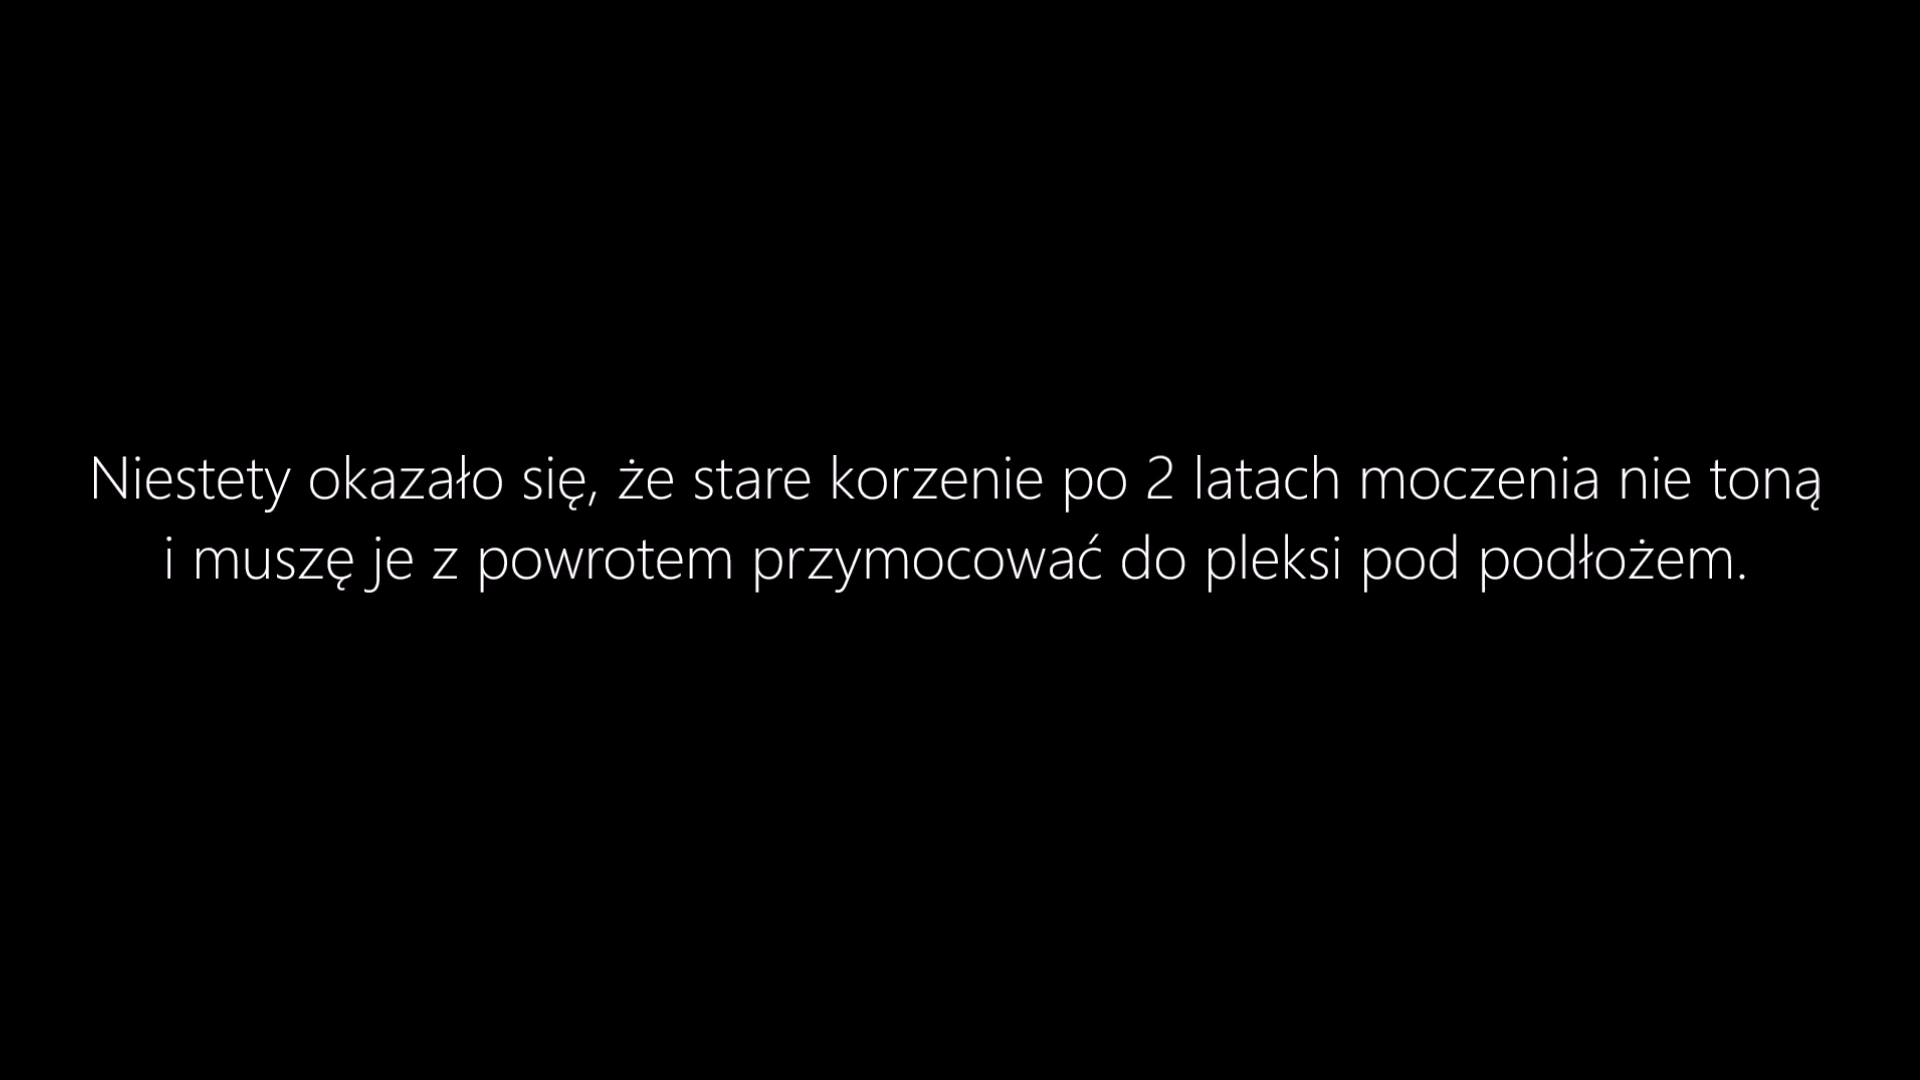 Niestety okazało się, że stare korzenie po 2 latach moczenia nie toną
i muszę je z powrotem przymocować do pleksi pod podłożem.